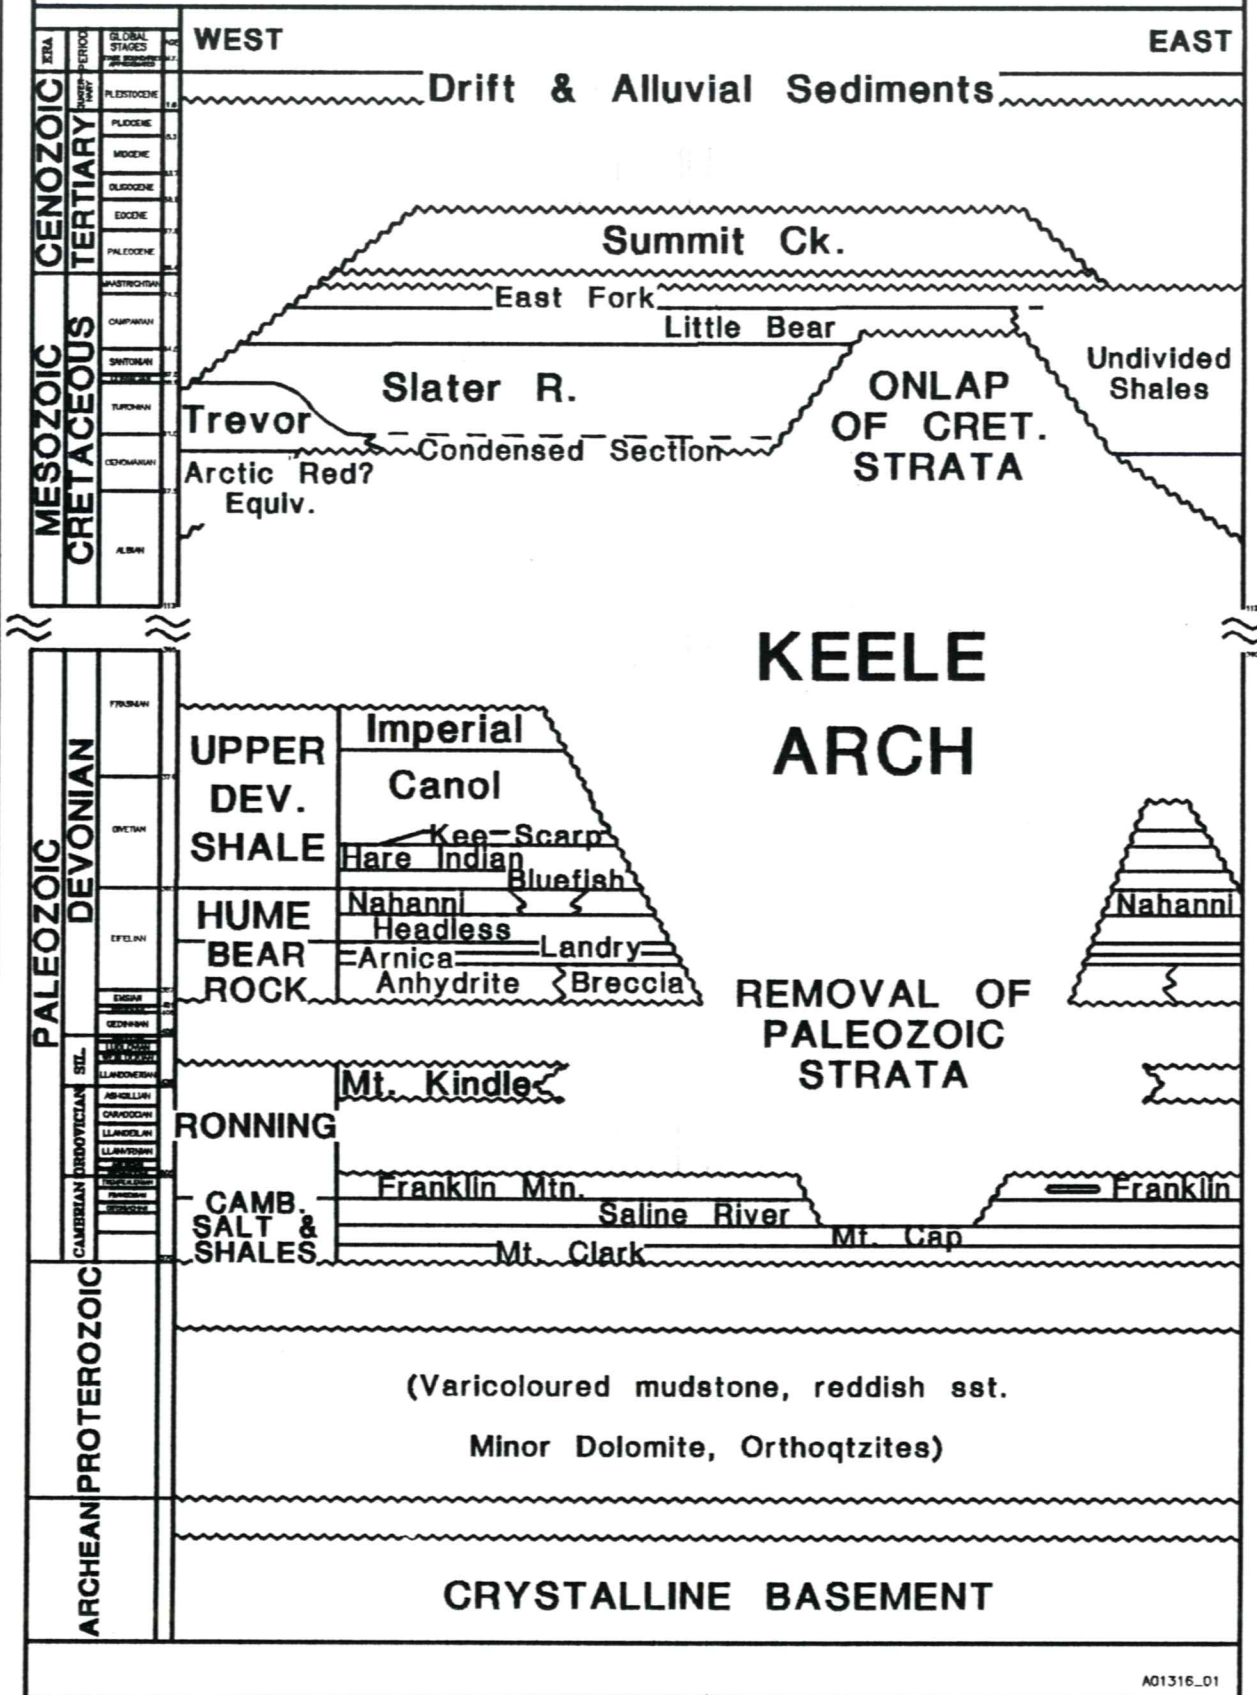 WEST
EAST
ERA
PERIOD
GLOBAL
STAGES
CENOZOIC
TERTIARY
MESOZOIC
CRETACEOUS
PLEISTOCENE
PLIOCENE
MIOCENE
OLIGOCENE
EOCENE
PALEOCENE
MAASTRICHTIAN
CAMPANIAN
SANTONIAN
TURONIAN
CENOMANIAN
ALBIAN
Drift & Alluvial Sediments
Summit Ck.
East Fork
Little Bear
Slater R.
Trevor
Condensed Section
Arctic Red?
Equiv.
ONLAP
OF CRET.
STRATA
Undivided
Shales
KEELE
ARCH
PALEOZOIC
DEVONIAN
SIL.
ORDOVICIAN
CAMBRIAN
FRASNIAN
GIVETIAN
EIFELIAN
EMSIAN
GEDINNIAN
LLANDOVERIAN
ASHGILLIAN
CARADOCIAN
LLANDEILAN
LLANVIRNIAN
UPPER
DEV.
SHALE
Imperial
Canol
Kee-Scarp
Hare Indian
Bluefish
HUME
Nahanni
Headless
Nahanni
BEAR
ROCK
Landry
Arnica
Anhydrite
Breccia
REMOVAL OF
PALEOZOIC
STRATA
Mt. Kindle
RONNING
Franklin Mtn.
Franklin
CAMB.
SALT &
SHALES
Saline River
Mt. Cap
Mt. Clark
PROTEROZOIC
(Varicoloured mudstone, reddish sst.
Minor Dolomite, Orthoqtzites)
ARCHEAN
CRYSTALLINE BASEMENT
A01316_01